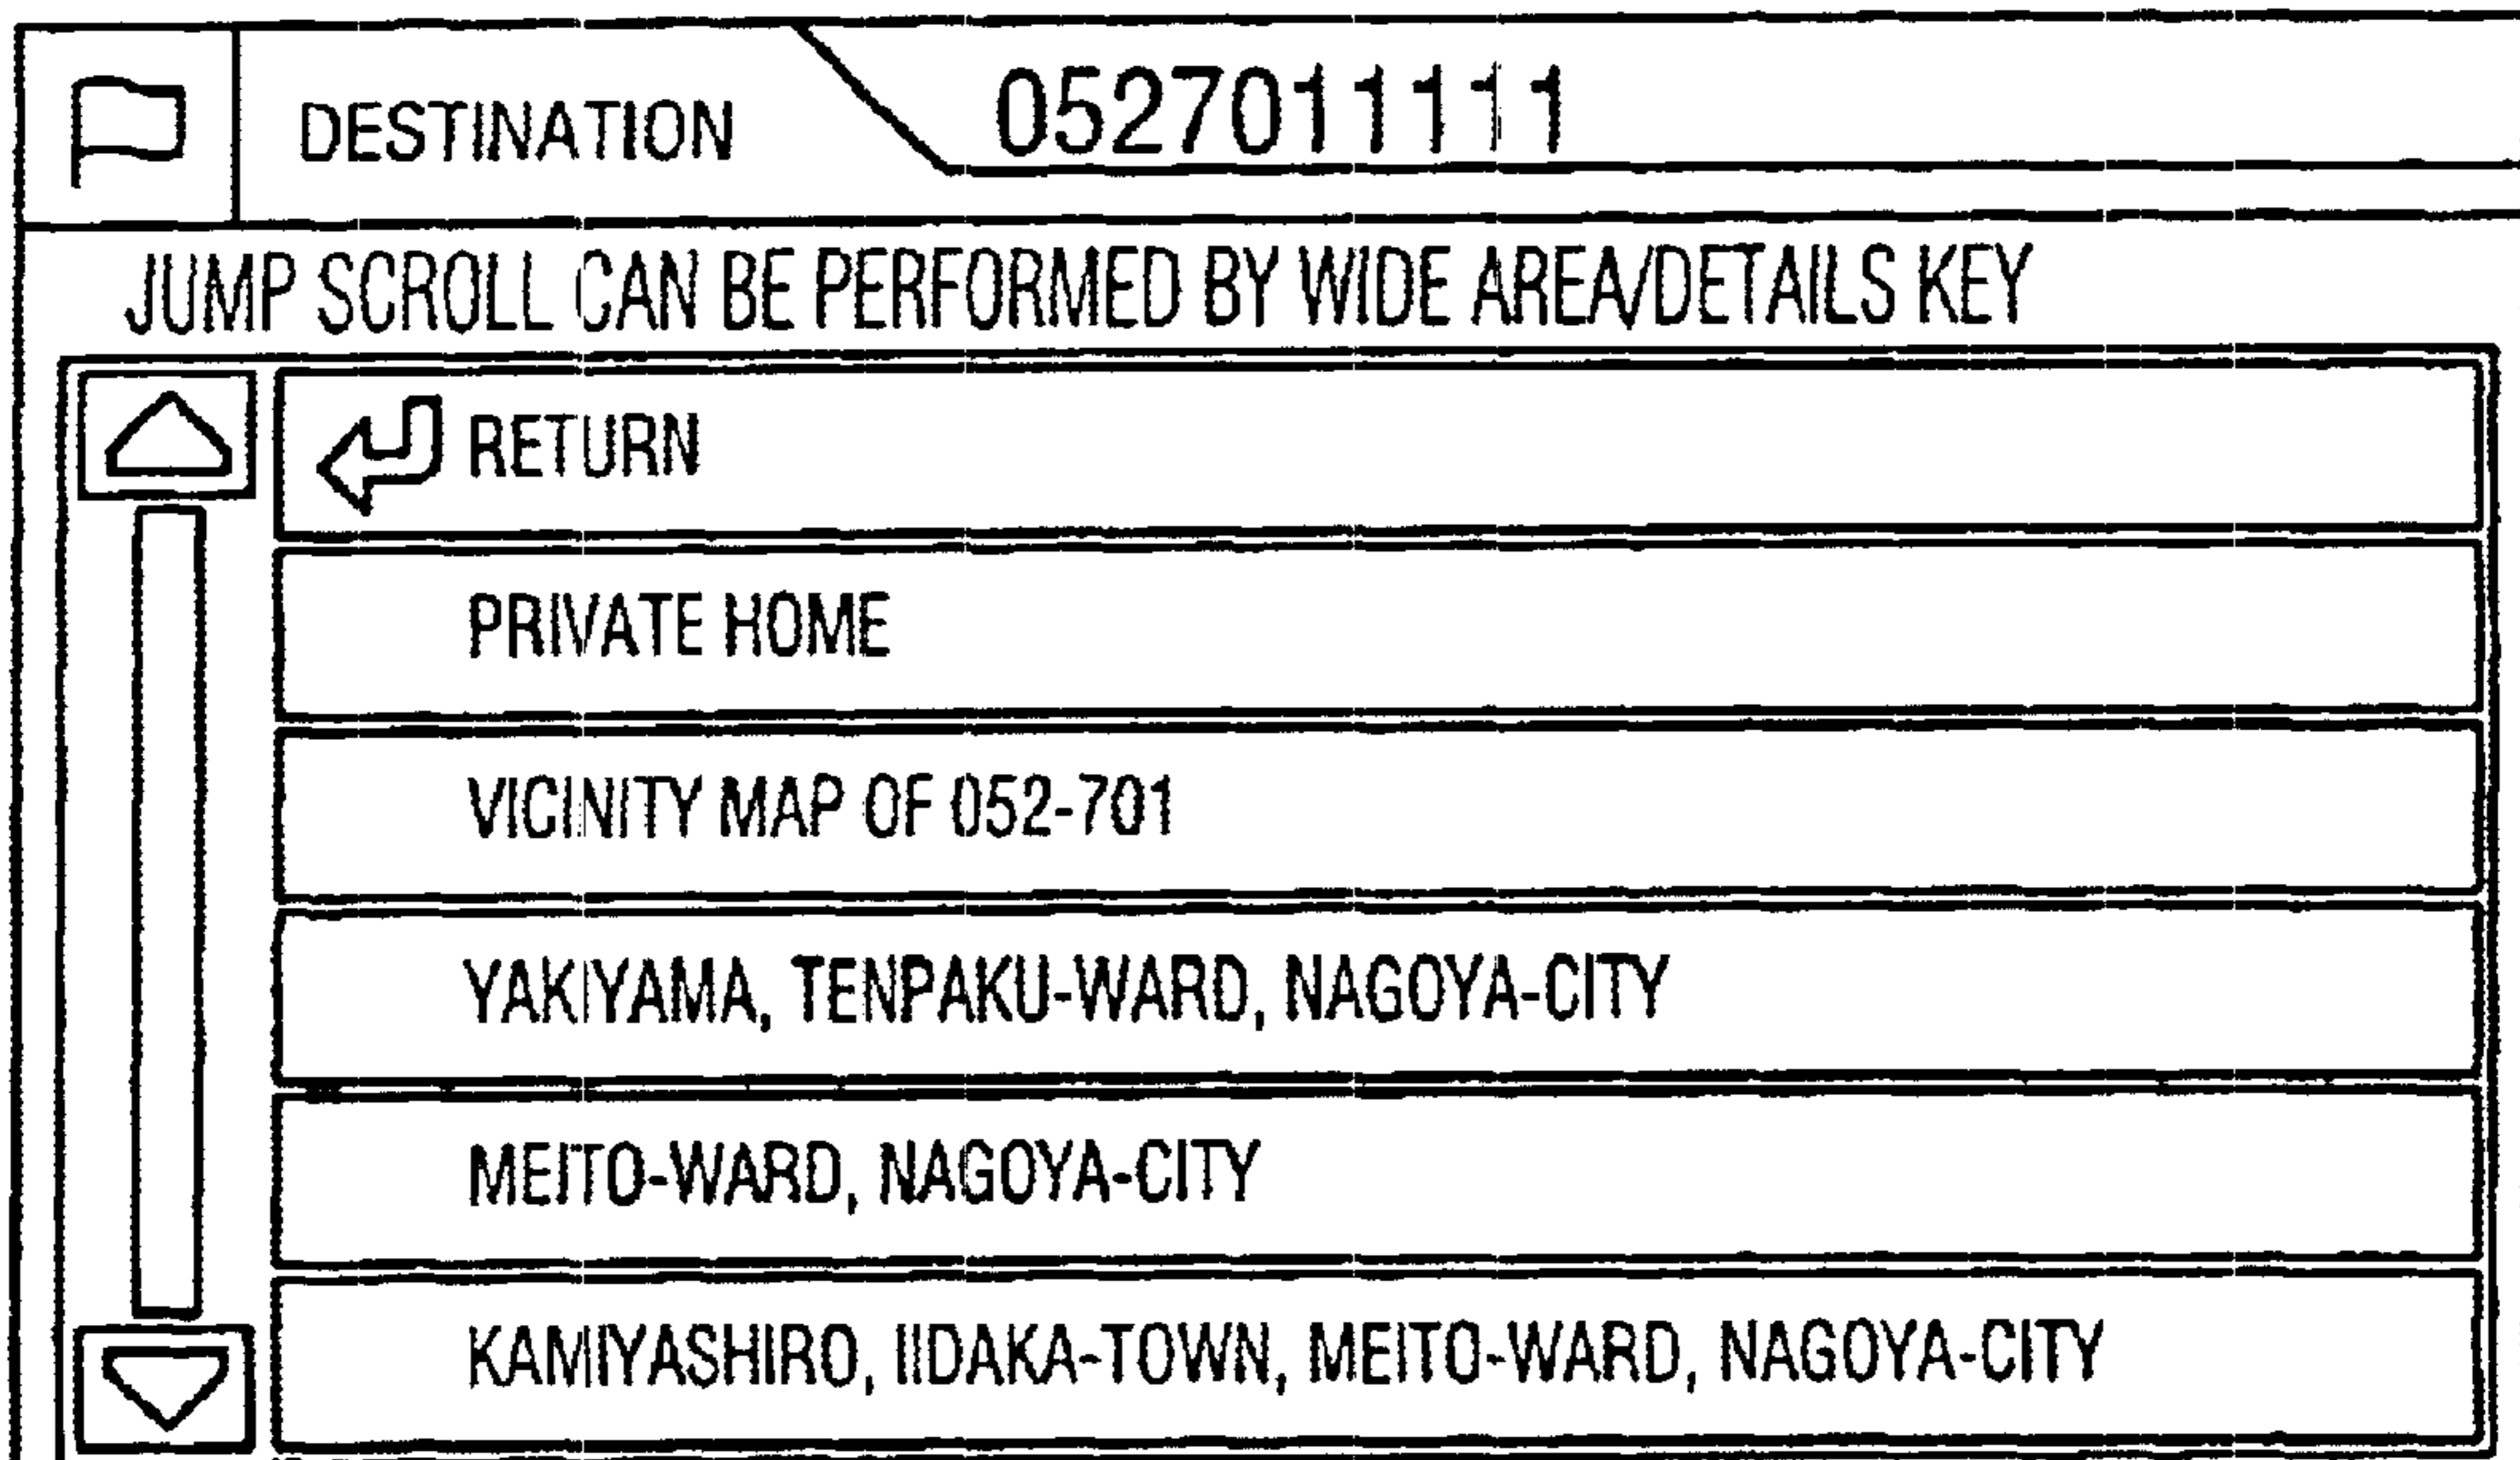 DESTINATION 0527011111
JUMP SCROLL CAN BE PERFORMED BY WIDE AREA/DETAILS KEY
RETURN
PRIVATE HOME
VICINITY MAP OF 052-701
YAKIYAMA, TENPAKU-WARD, NAGOYA-CITY
MEITO-WARD, NAGOYA-CITY
KAMIYASHIRO, IIDAKA-TOWN, MEITO-WARD, NAGOYA-CITY